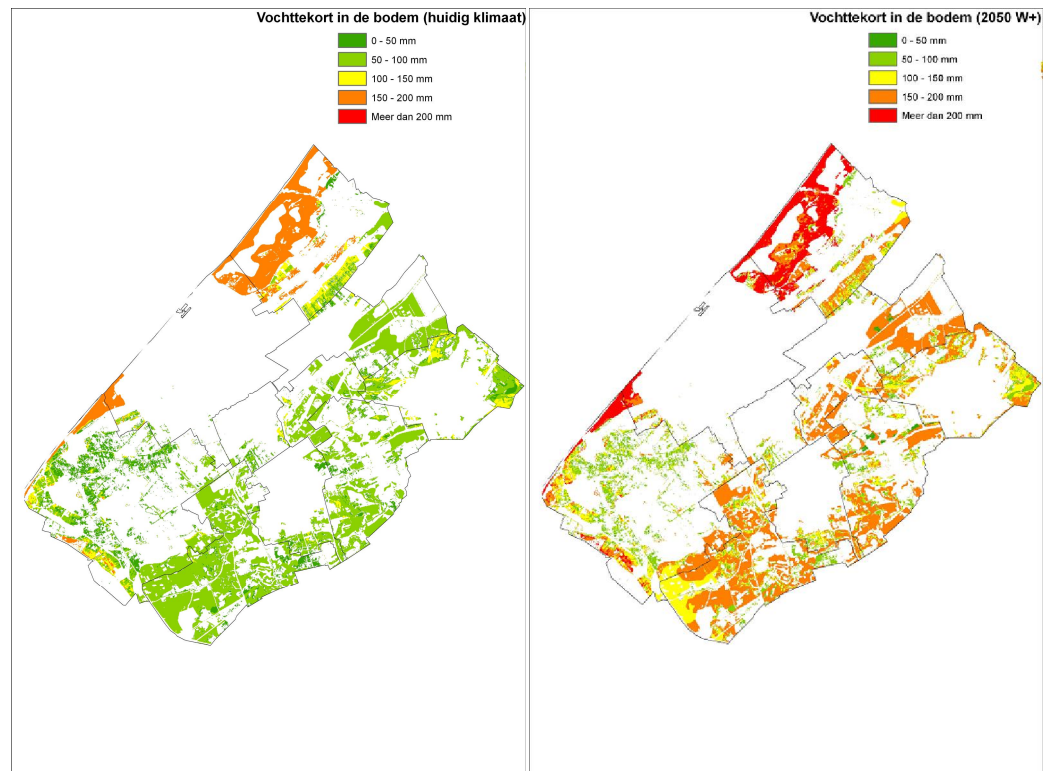 Vochttekort in de bodem (huidig klimaat)
0 - 50 mm
50 - 100 mm
100 - 150 mm
150 - 200 mm
Meer dan 200 mm
Vochttekort in de bodem (2050 W+)
0 - 50 mm
50 - 100 mm
100 - 150 mm
150 - 200 mm
Meer dan 200 mm